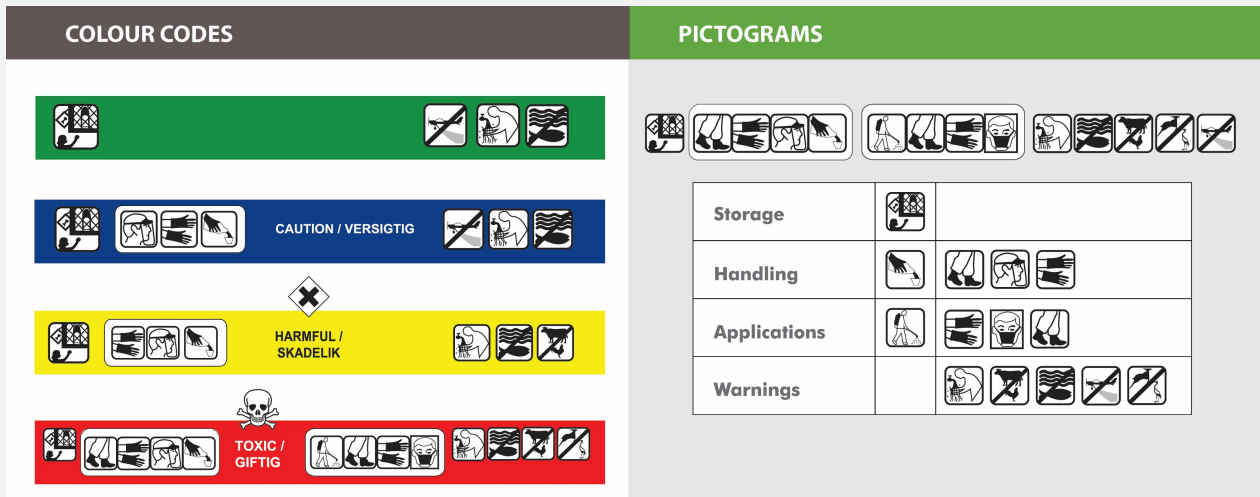 COLOUR CODES
PICTOGRAMS
CAUTION / VERSIGTIG
HARMFUL /
SKADELIK
TOXIC /
GIFTIG
Storage
Handling
Applications
Warnings